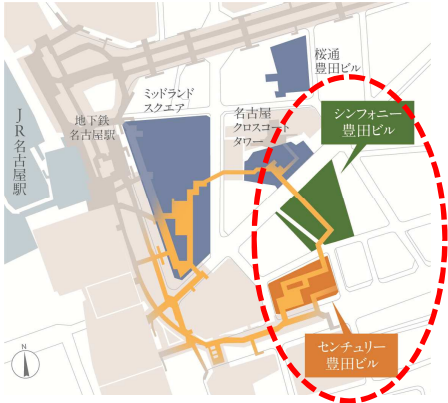 桜通
豊田ビル
ミッドランド
スクエア
名古屋
クロスコート
タワー
シンフォニー
豊田ビル
地下鉄
名古屋駅
JR名古屋駅
センチュリー
豊田ビル
N